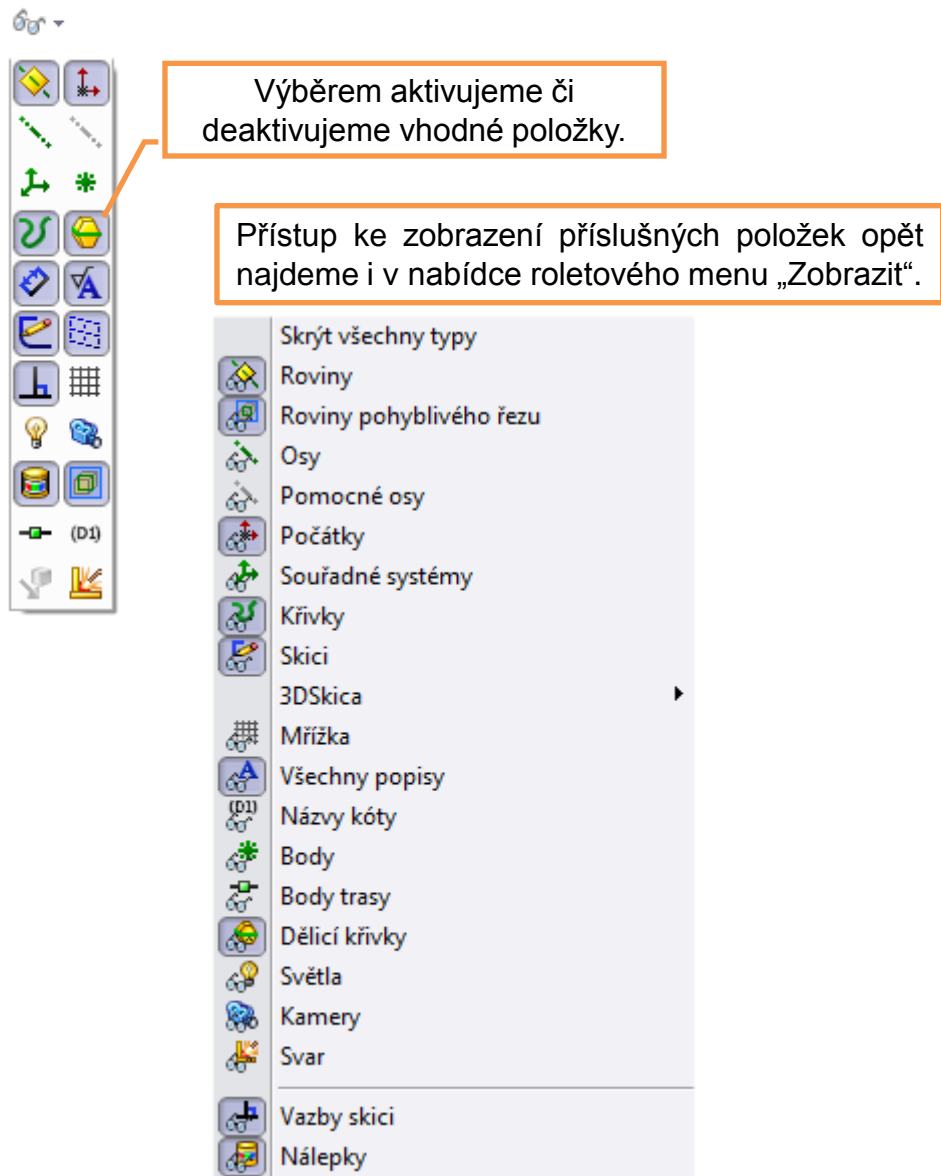 Výběrem aktivujeme či
deaktivujeme vhodné položky.
Přístup ke zobrazení příslušných položek opět
najdeme i v nabídce roletového menu „Zobrazit“.
(D1)
Skrýt všechny typy
Roviny
Roviny pohyblivého řezu
Osy
Pomocné osy
Počátky
Souřadné systémy
Křivky
Skici
3DSkica
Mřížka
Všechny popisy
(D1) Názvy kóty
Body
Body trasy
Dělicí křivky
Světla
Kamery
Svar
Vazby skici
Nálepky